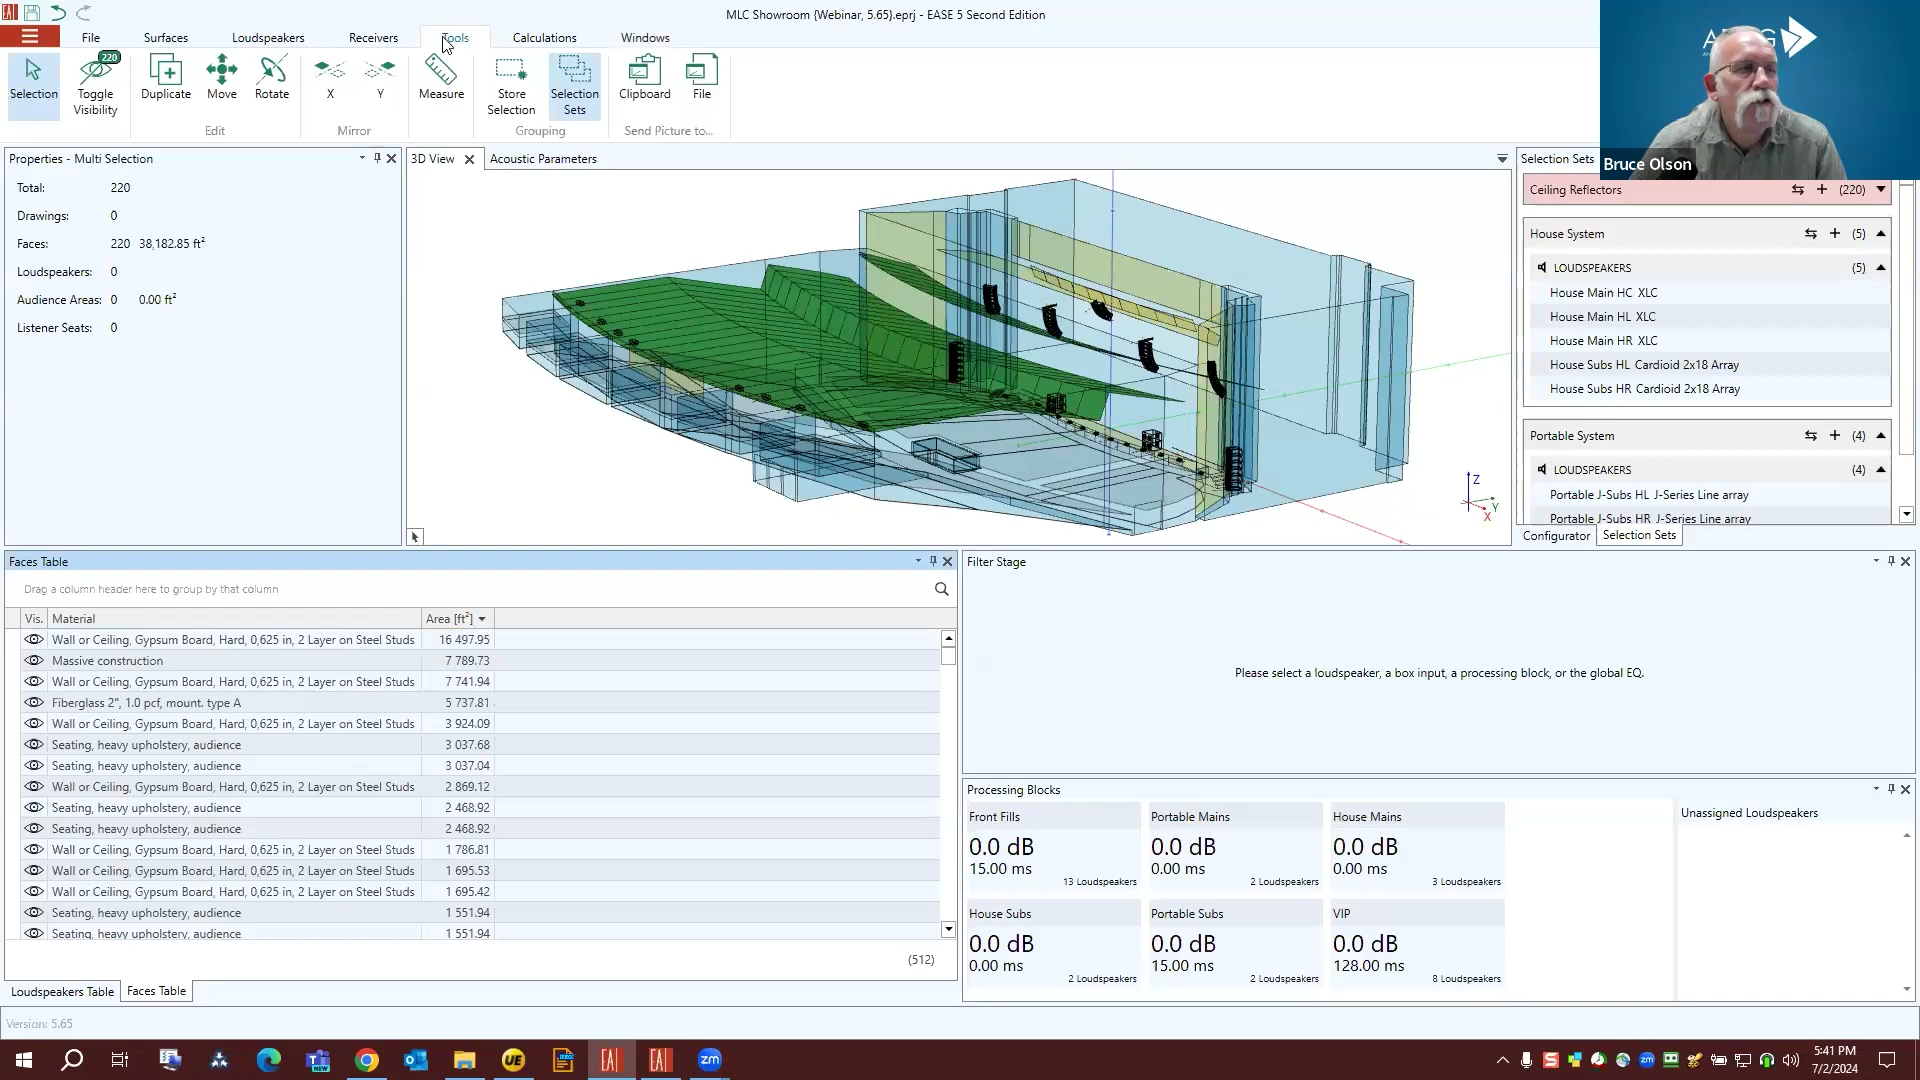 MLC Showroom {Webinar, 5.65}.eprj - EASE 5 Second Edition
File
Surfaces
Loudspeakers
Receivers
Tools
Calculations
Windows
Selection
220
Toggle
Visibility
Duplicate
Move
Rotate
Edit
X
Y
Mirror
Measure
Store
Selection
Selection
Sets
Grouping
Clipboard
File
Send Picture to...
Bruce Olson
Properties - Multi Selection
Total: 220
Drawings: 0
Faces: 220 38,182.85 ft²
Loudspeakers: 0
Audience Areas: 0 0.00 ft²
Listener Seats: 0
3D View
Acoustic Parameters
Z
Y
X
Selection Sets
Ceiling Reflectors (220)
House System (5)
LOUDSPEAKERS (5)
House Main HC XLC
House Main HL XLC
House Main HR XLC
House Subs HL Cardioid 2x18 Array
House Subs HR Cardioid 2x18 Array
Portable System (4)
LOUDSPEAKERS (4)
Portable J-Subs HL J-Series Line array
Portable J-Subs HR J-Series Line array
Configurator
Selection Sets
Faces Table
Drag a column header here to group by that column
Vis. Material Area [ft²]
Wall or Ceiling, Gypsum Board, Hard, 0,625 in, 2 Layer on Steel Studs 16 497.95
Massive construction 7 789.73
Wall or Ceiling, Gypsum Board, Hard, 0,625 in, 2 Layer on Steel Studs 7 741.94
Fiberglass 2", 1.0 pcf, mount. type A 5 737.81
Wall or Ceiling, Gypsum Board, Hard, 0,625 in, 2 Layer on Steel Studs 3 924.09
Seating, heavy upholstery, audience 3 037.68
Seating, heavy upholstery, audience 3 037.04
Wall or Ceiling, Gypsum Board, Hard, 0,625 in, 2 Layer on Steel Studs 2 869.12
Seating, heavy upholstery, audience 2 468.92
Seating, heavy upholstery, audience 2 468.92
Wall or Ceiling, Gypsum Board, Hard, 0,625 in, 2 Layer on Steel Studs 1 786.81
Wall or Ceiling, Gypsum Board, Hard, 0,625 in, 2 Layer on Steel Studs 1 695.53
Wall or Ceiling, Gypsum Board, Hard, 0,625 in, 2 Layer on Steel Studs 1 695.42
Seating, heavy upholstery, audience 1 551.94
Seating, heavy upholstery, audience 1 551.94
(512)
Loudspeakers Table
Faces Table
Filter Stage
Please select a loudspeaker, a box input, a processing block, or the global EQ.
Processing Blocks
Front Fills
0.0 dB
15.00 ms
13 Loudspeakers
Portable Mains
0.0 dB
0.00 ms
2 Loudspeakers
House Mains
0.0 dB
0.00 ms
3 Loudspeakers
House Subs
0.0 dB
0.00 ms
2 Loudspeakers
Portable Subs
0.0 dB
15.00 ms
2 Loudspeakers
VIP
0.0 dB
128.00 ms
8 Loudspeakers
Unassigned Loudspeakers
Version: 5.65
5:41 PM
7/2/2024